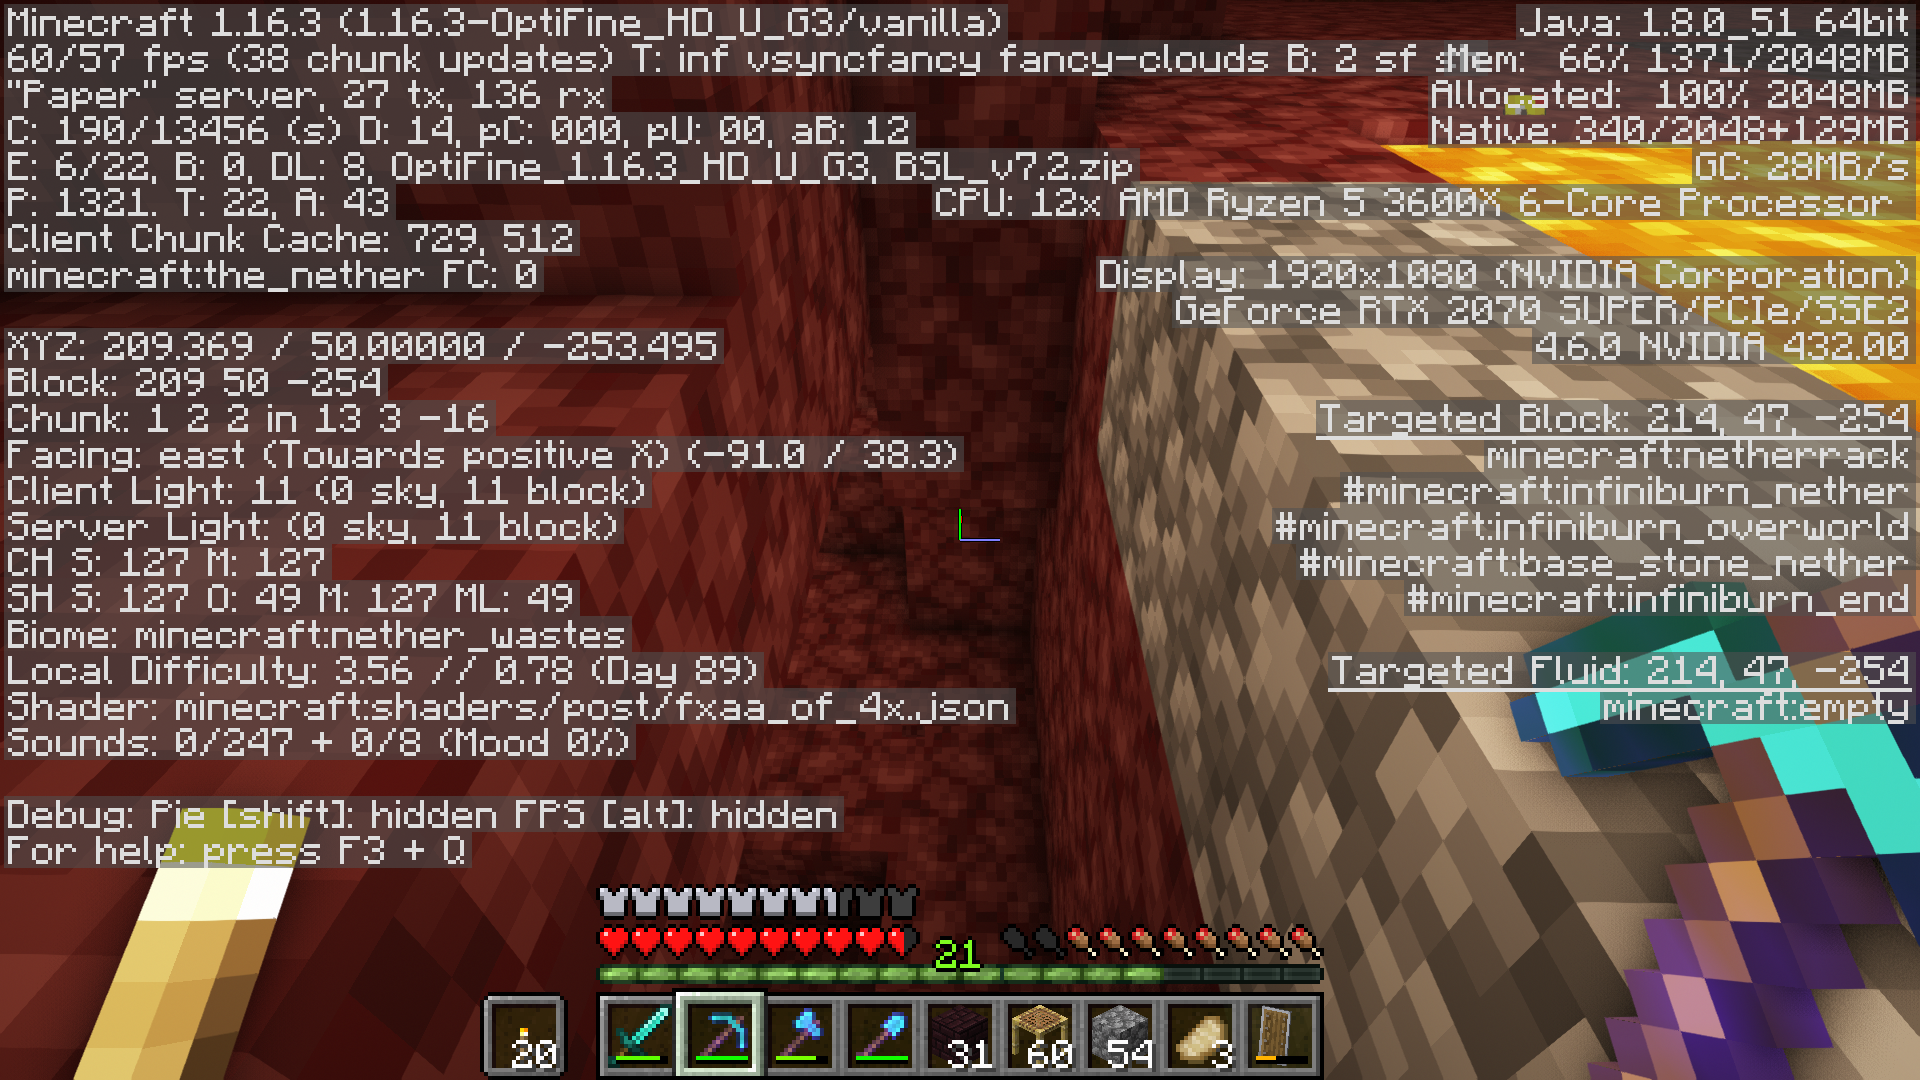 Minecraft 1.16.3 (1.16.3-OptiFine_HD_U_G3/vanilla)
60/57 fps (38 chunk updates) T: inf vsyncfancy fancy-clouds B: 2 sf
"Paper" server, 27 tx, 136 rx
C: 190/13456 (s) D: 14, pC: 000, pU: 00, aB: 12
E: 6/22, B: 0, DL: 8, OptiFine_1.16.3_HD_U_G3, BSL_v7.2.zip
P: 1321. T: 22, A: 43
Client Chunk Cache: 729, 512
minecraft:the_nether FC: 0
XYZ: 209.369 / 50.00000 / -253.495
Block: 209 50 -254
Chunk: 1 2 2 in 13 3 -16
Facing: east (Towards positive X) (-91.0 / 38.3)
Client Light: 11 (0 sky, 11 block)
Server Light: (0 sky, 11 block)
CH S: 127 M: 127
SH S: 127 O: 49 M: 127 ML: 49
Biome: minecraft:nether_wastes
Local Difficulty: 3.56 // 0.78 (Day 89)
Shader: minecraft:shaders/post/fxaa_of_4x.json
Sounds: 0/247 + 0/8 (Mood 0%)
Debug: Pie [shift]: hidden FPS [alt]: hidden
For help: press F3 + Q
Java: 1.8.0_51 64bit
Mem: 66% 1371/2048MB
Allocated: 100% 2048MB
Native: 340/2048+129MB
GC: 28MB/s
CPU: 12x AMD Ryzen 5 3600X 6-Core Processor
Display: 1920x1080 (NVIDIA Corporation)
GeForce RTX 2070 SUPER/PCIe/SSE2
4.6.0 NVIDIA 432.00
Targeted Block: 214, 47, -254
minecraft:netherrack
#minecraft:infiniburn_nether
#minecraft:infiniburn_overworld
#minecraft:base_stone_nether
#minecraft:infiniburn_end
Targeted Fluid: 214, 47, -254
minecraft:empty
21
20
31
60
54
3